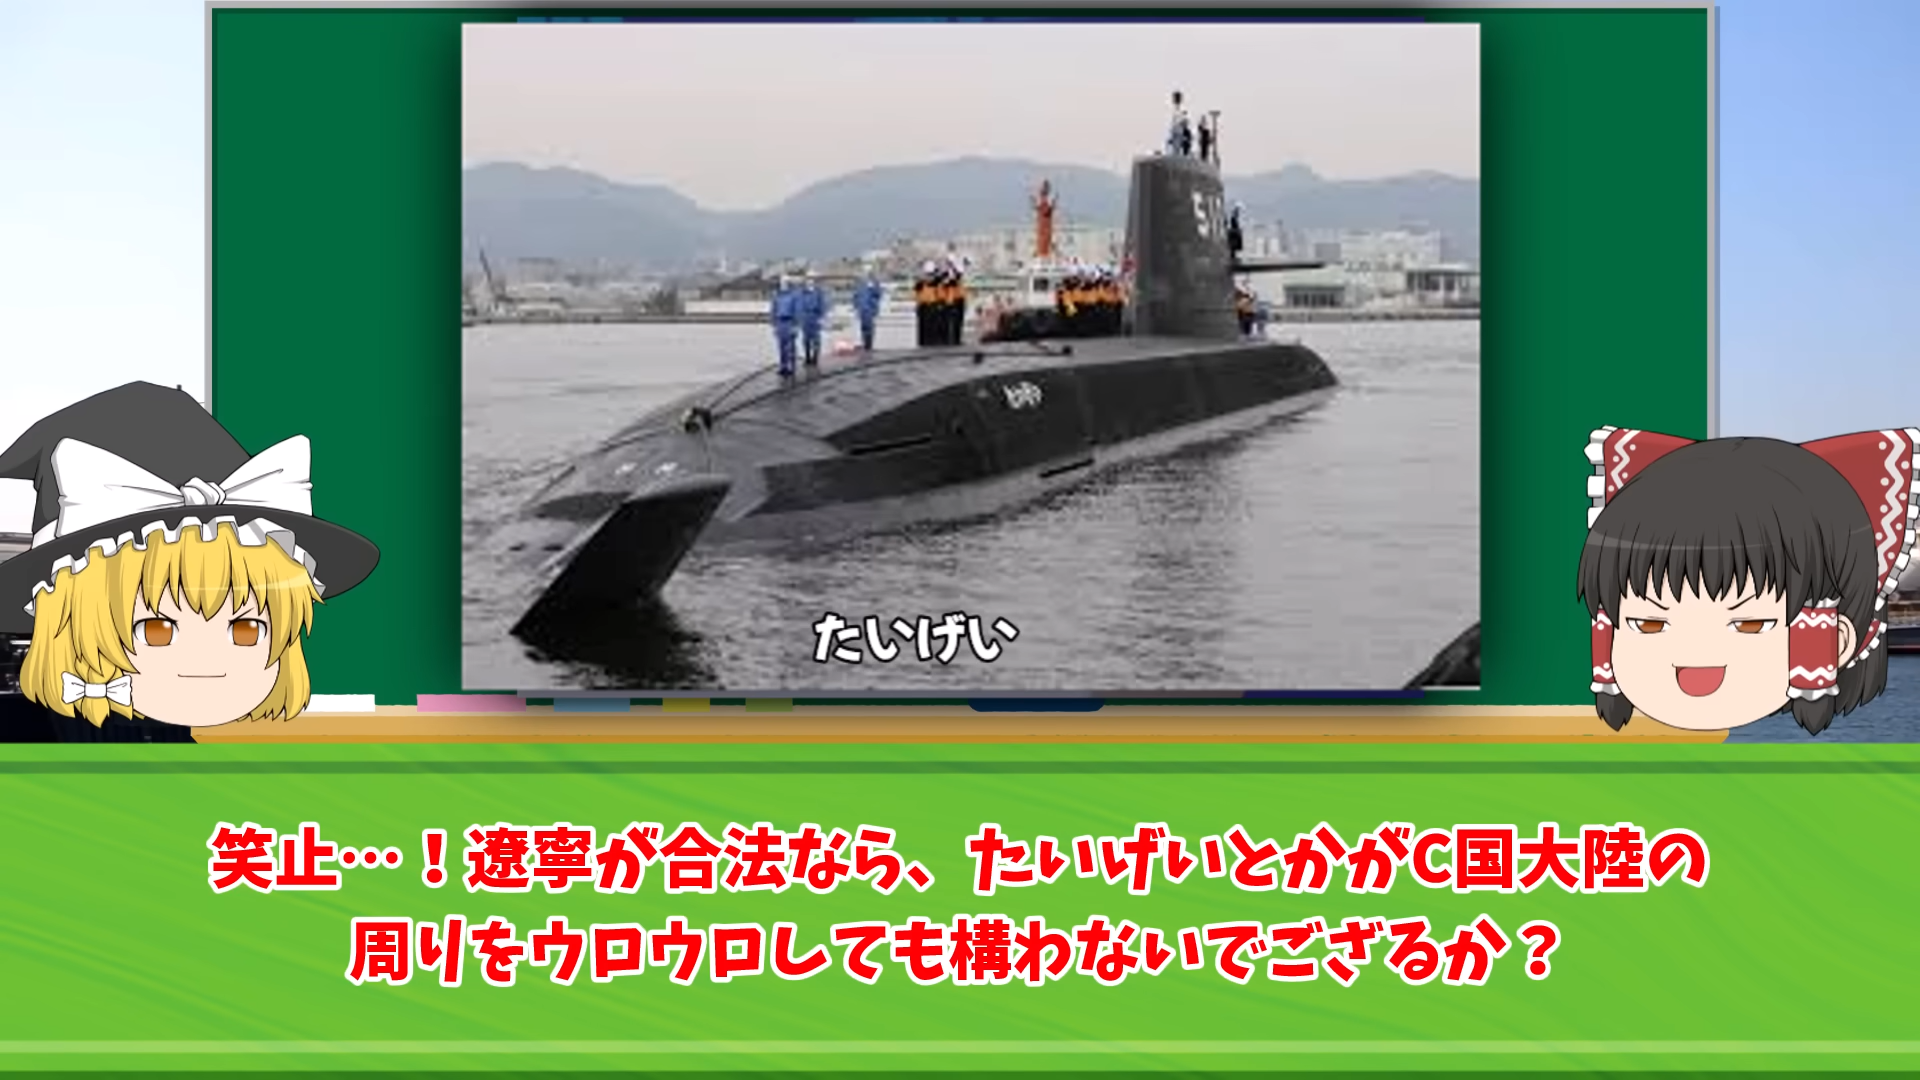 たいげい
笑止…！遼寧が合法なら、たいげいとかがC国大陸の
周りをウロウロしても構わないでござるか？